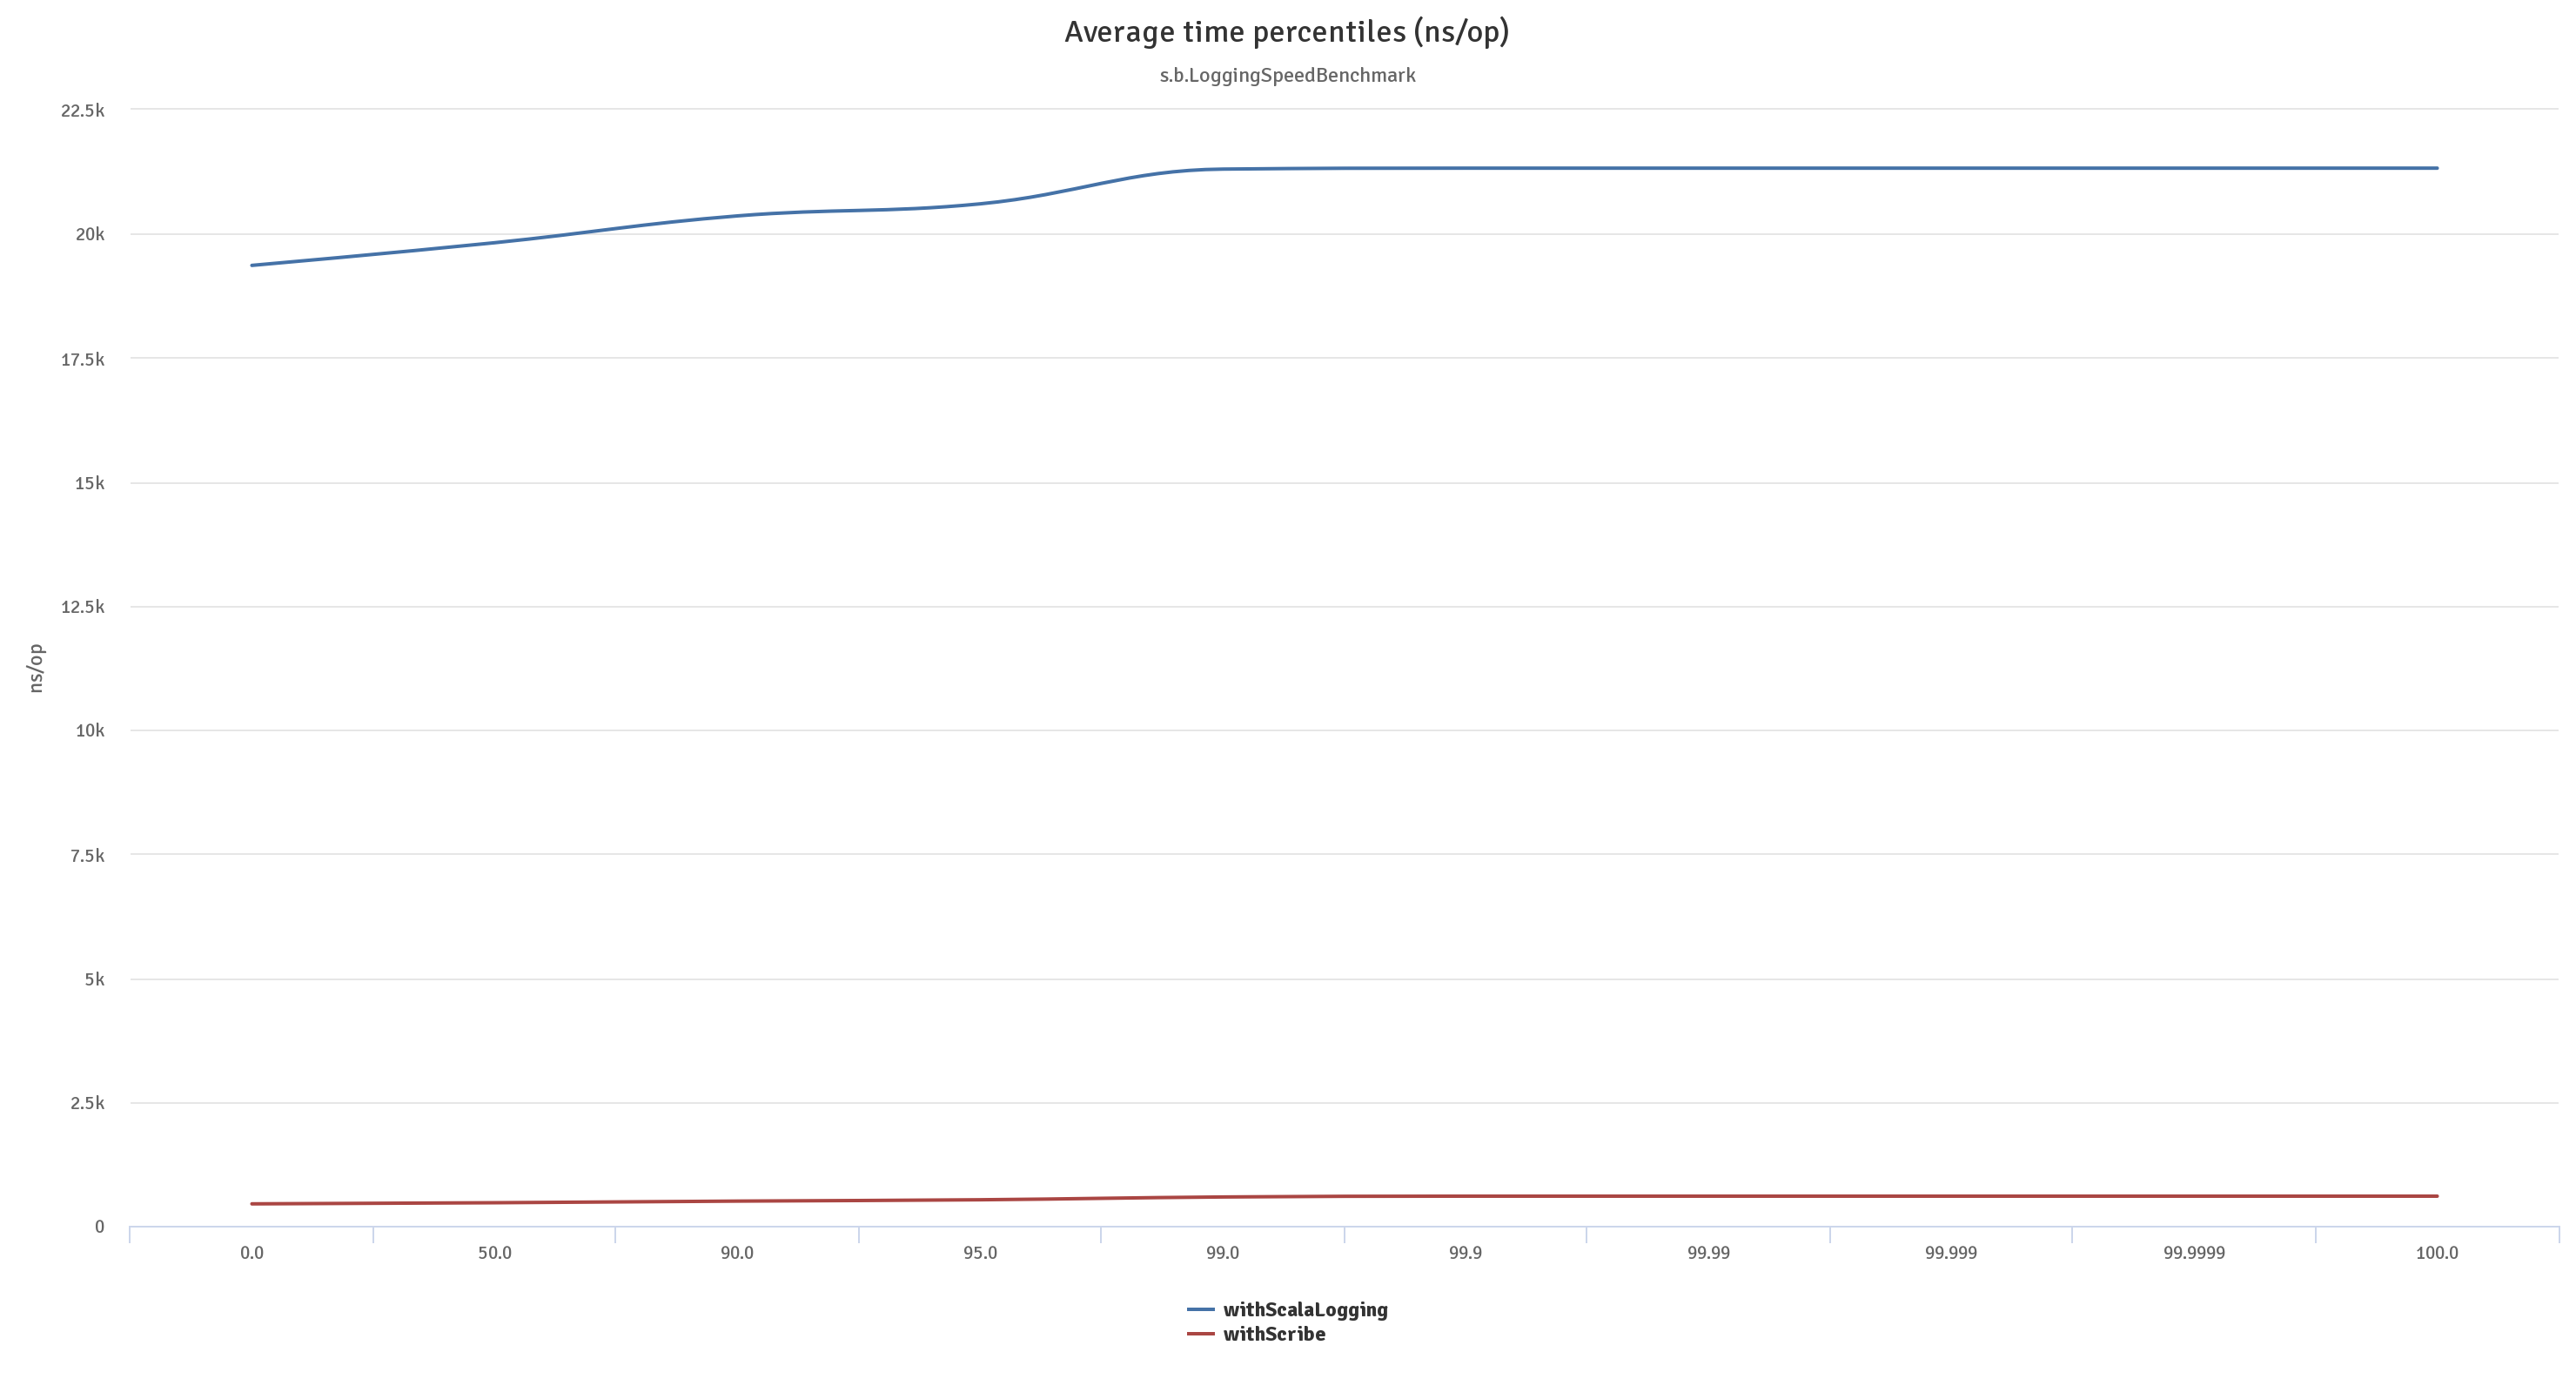 Average time percentiles (ns/op)
s.b.LoggingSpeedBenchmark
22.5k
20k
17.5k
15k
12.5k
10k
7.5k
5k
2.5k
0
ns/op
0.0 50.0 90.0 95.0 99.0 99.9 99.99 99.999 99.9999 100.0
withScalaLogging
withScribe